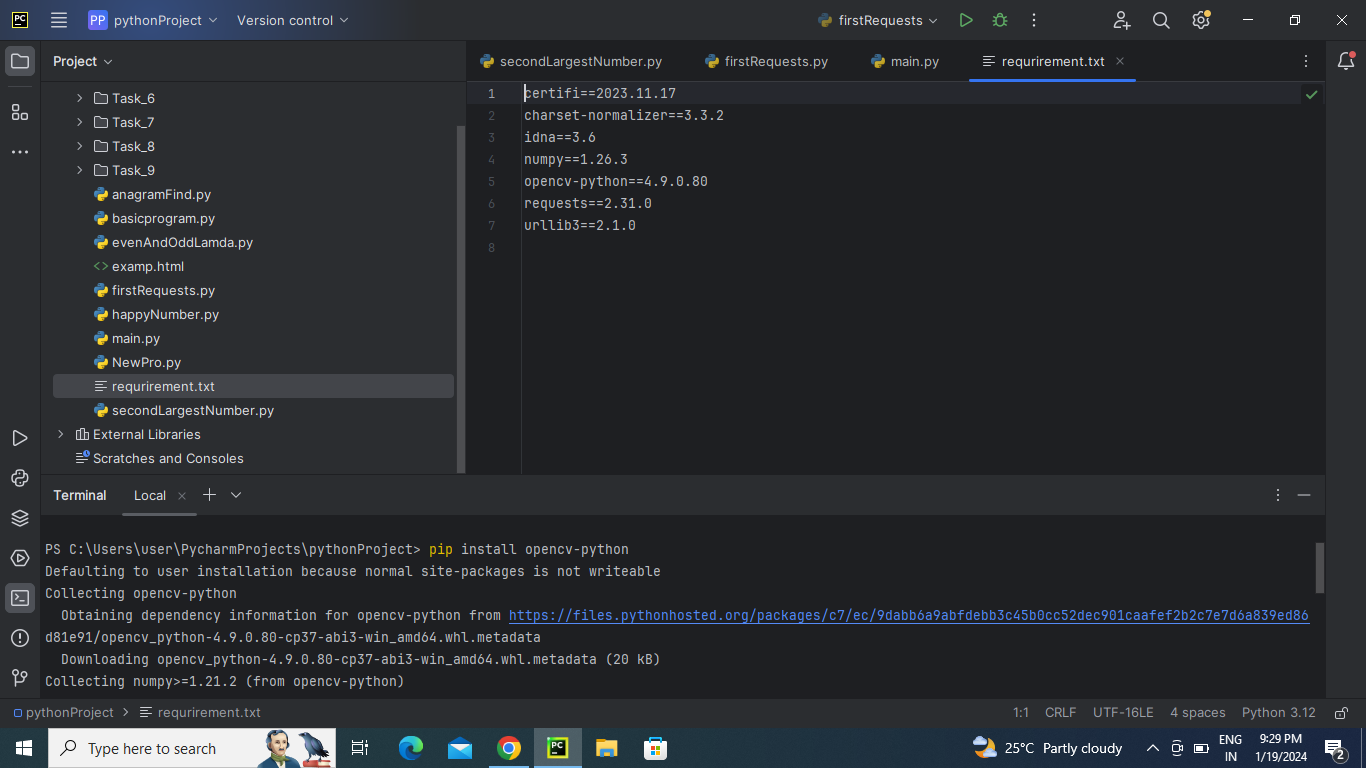 PC
PP pythonProject
Version control
firstRequests
Project
secondLargestNumber.py
firstRequests.py
main.py
requrirement.txt
Task_6
Task_7
Task_8
Task_9
anagramFind.py
basicprogram.py
evenAndOddLamda.py
<> examp.html
firstRequests.py
happyNumber.py
main.py
NewPro.py
requrirement.txt
secondLargestNumber.py
External Libraries
Scratches and Consoles
1 certifi==2023.11.17
2 charset-normalizer==3.3.2
3 idna==3.6
4 numpy==1.26.3
5 opencv-python==4.9.0.80
6 requests==2.31.0
7 urllib3==2.1.0
8
Terminal
Local
PS C:\Users\user\PycharmProjects\pythonProject> pip install opencv-python
Defaulting to user installation because normal site-packages is not writeable
Collecting opencv-python
Obtaining dependency information for opencv-python from https://files.pythonhosted.org/packages/c7/ec/9dabb6a9abfdebb3c45b0cc52dec901caafef2b2c7e7d6a839ed86
d81e91/opencv_python-4.9.0.80-cp37-abi3-win_amd64.whl.metadata
Downloading opencv_python-4.9.0.80-cp37-abi3-win_amd64.whl.metadata (20 kB)
Collecting numpy>=1.21.2 (from opencv-python)
pythonProject > requrirement.txt
1:1 CRLF UTF-16LE 4 spaces Python 3.12
Type here to search
PC
25°C Partly cloudy
ENG
IN
9:29 PM
1/19/2024
2